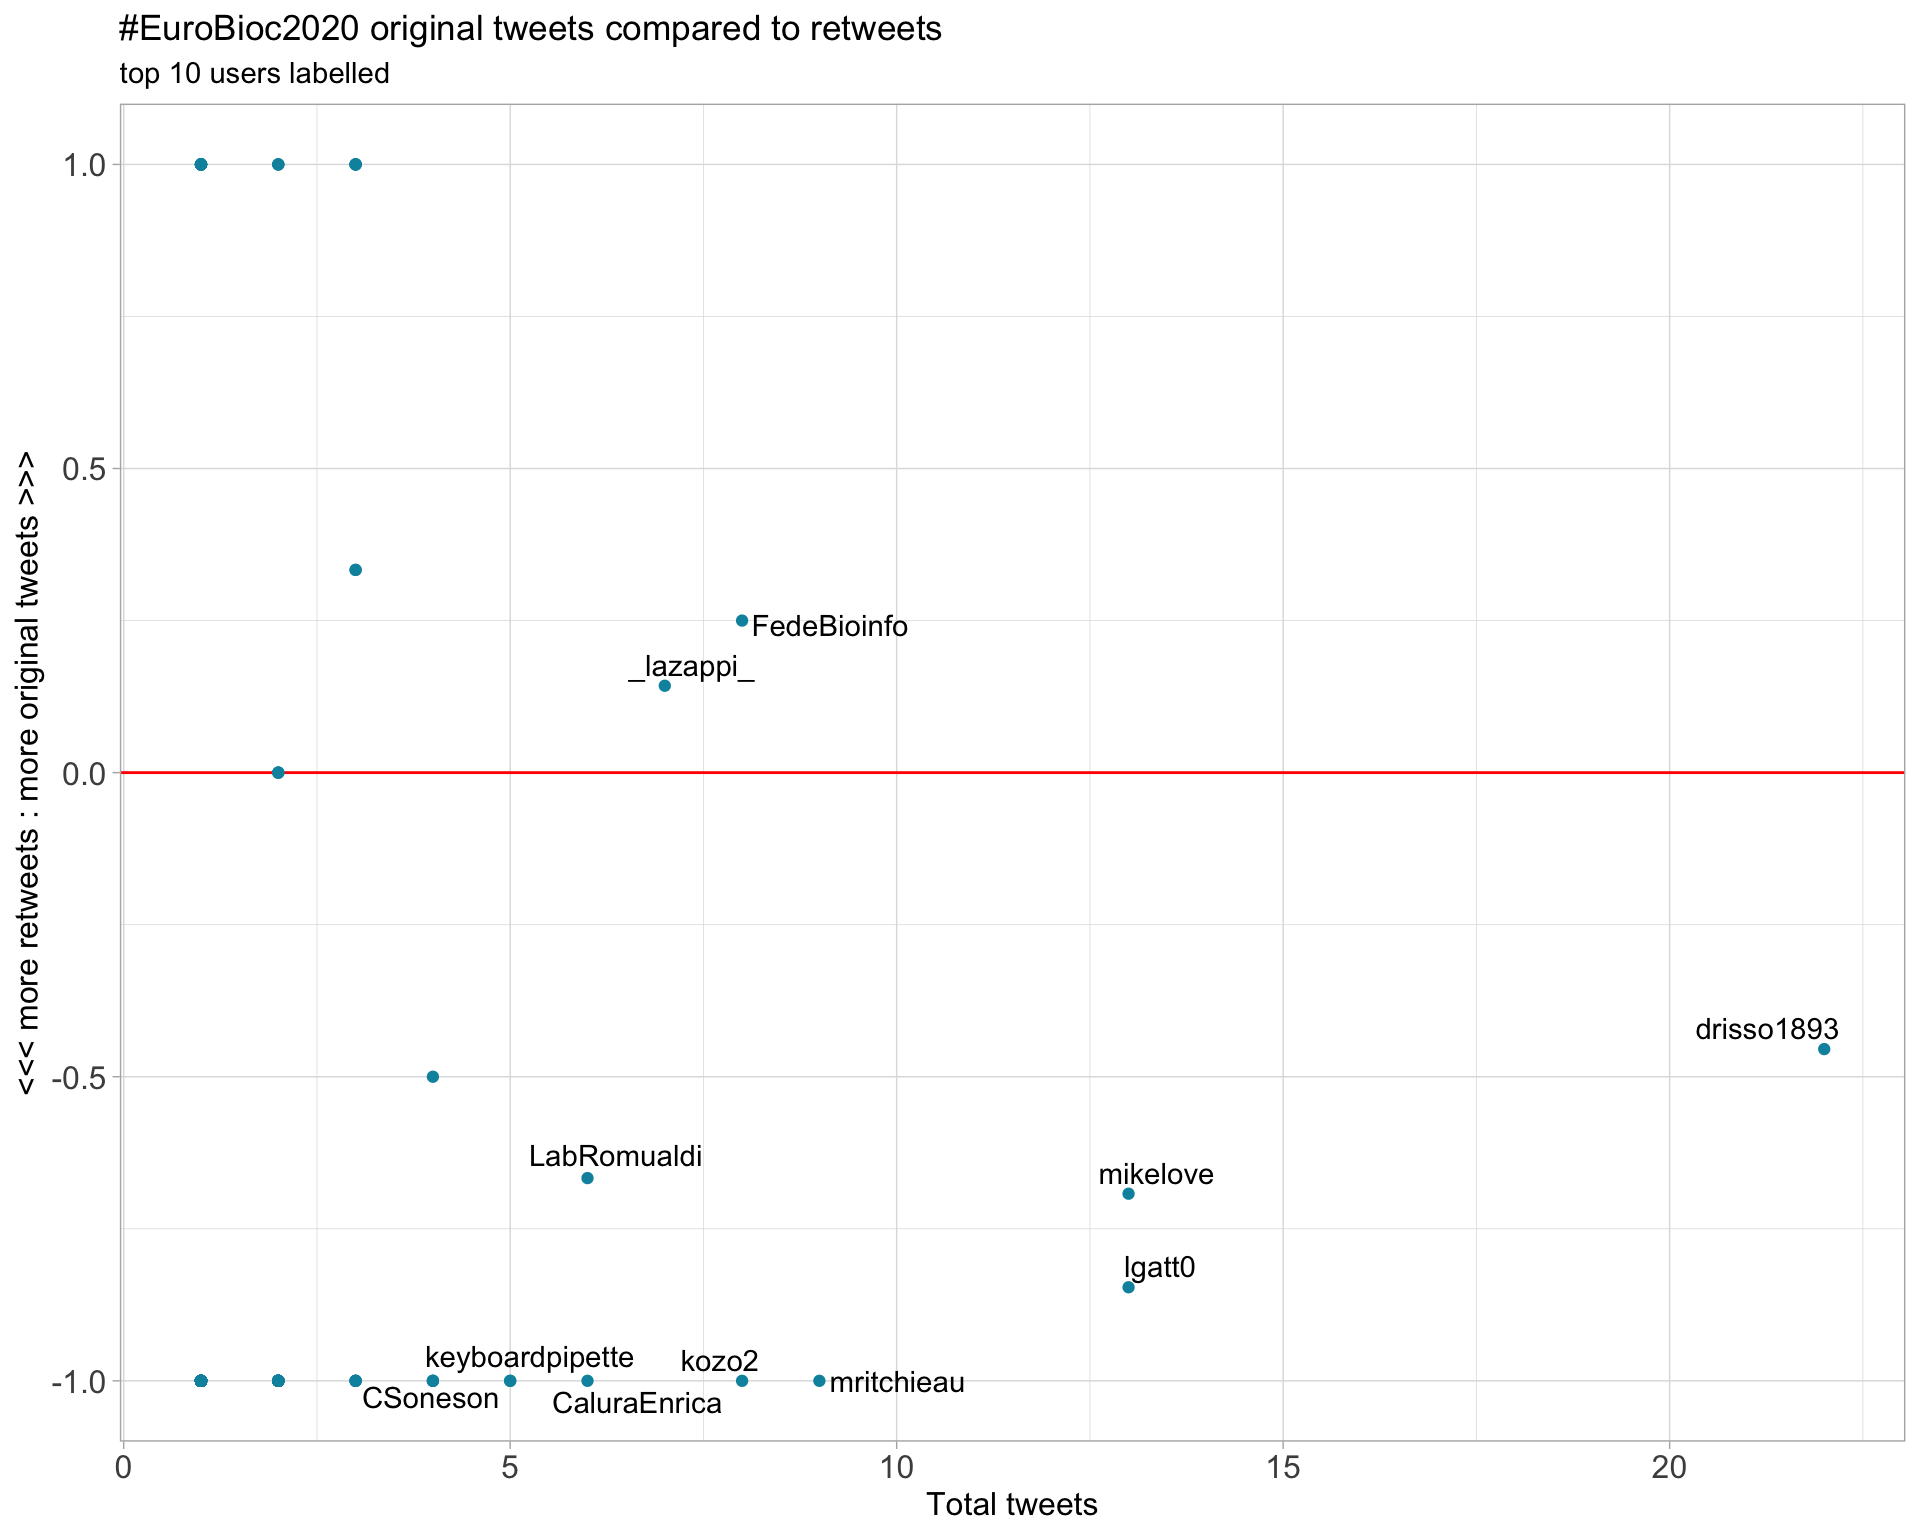 #EuroBioc2020 original tweets compared to retweets
top 10 users labelled
<<< more retweets : more original tweets >>>
1.0
0.5
0.0
-0.5
-1.0
FedeBioinfo
_lazappi_
drisso1893
LabRomualdi
mikelove
lgatt0
keyboardpipette
kozo2
mritchieau
CSoneson
CaluraEnrica
0 5 10 15 20
Total tweets